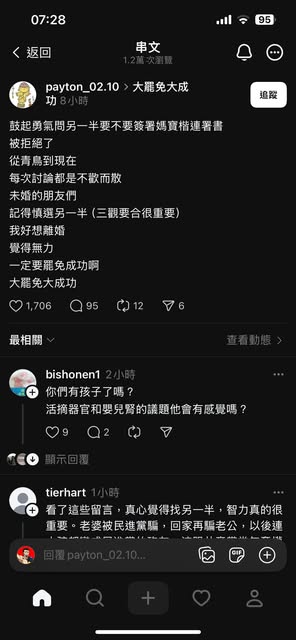 07:28
95
返回
串文
1.2萬 次瀏覽
payton_02.10 > 大罷免大成
功 8小時
追蹤
鼓起勇氣問另一半要不要簽署媽寶楷連署書
被拒絕了
從青鳥到現在
每次討論都是不歡而散
未婚的朋友們
記得慎選另一半 (三觀要合很重要)
我好想離婚
覺得無力
一定要罷免成功啊
大罷免大成功
1,706
95
12
6
最相關
查看動態
bishonen1 2小時
你們有孩子了嗎?
活摘器官和嬰兒腎的議題他會有感覺嗎?
9
2
顯示回覆
tierhart 1小時
看了這些留言,真心覺得找另一半,智力真的很
重要。老婆被民進黨騙,回家再騙老公,以後連
回覆 payton_02.10...
GIF